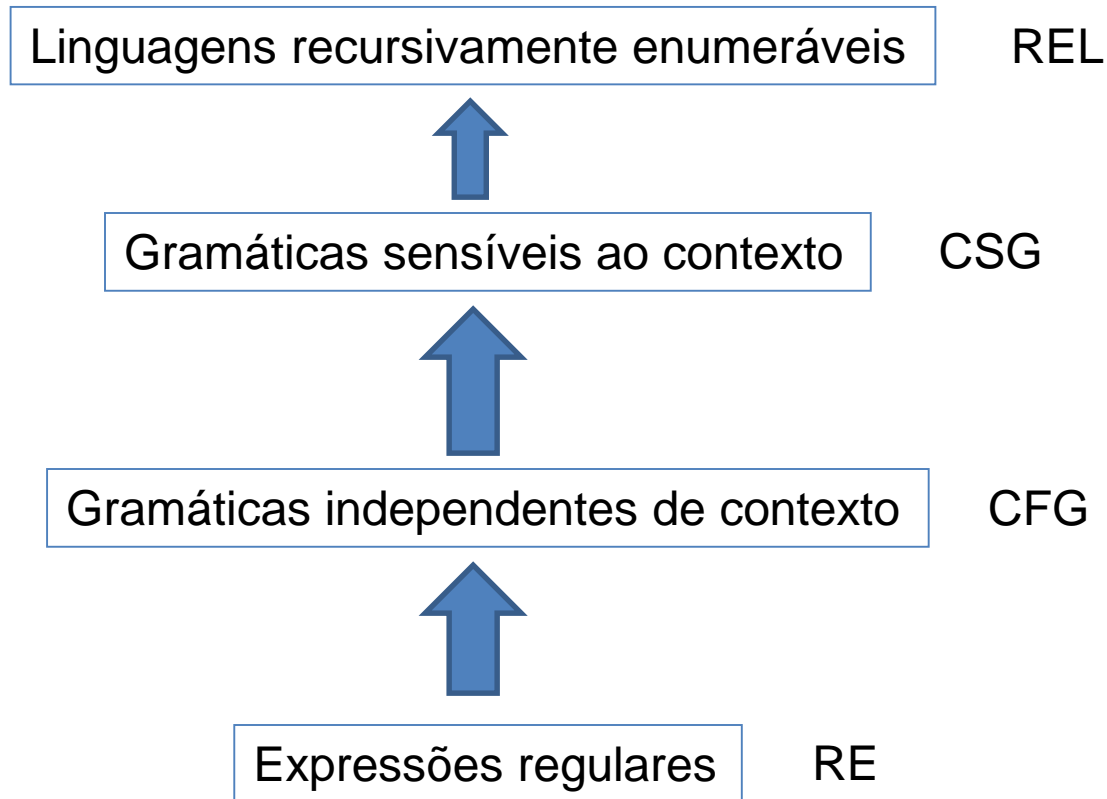 Linguagens recursivamente enumeráveis REL
Gramáticas sensíveis ao contexto CSG
Gramáticas independentes de contexto CFG
Expressões regulares RE